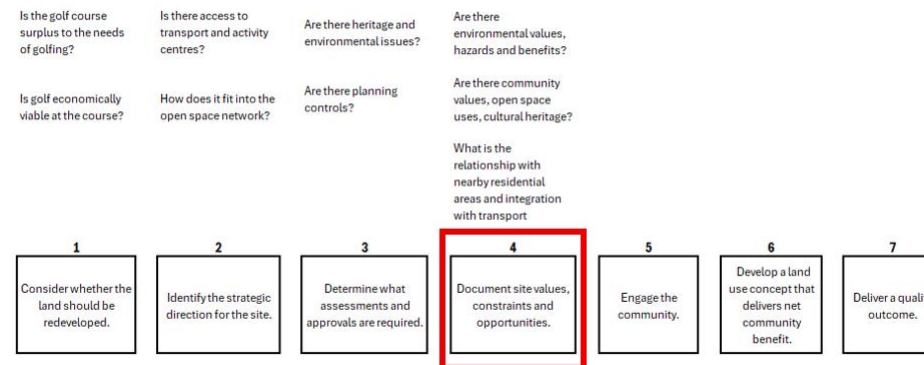 Is the golf course
surplus to the needs
of golfing?
Is there access to
transport and activity
centres?
Are there heritage and
environmental issues?
Are there
environmental values,
hazards and benefits?
Is golf economically
viable at the course?
How does it fit into the
open space network?
Are there planning
controls?
Are there community
values, open space
uses, cultural heritage?
What is the
relationship with
nearby residential
areas and integration
with transport
1
Consider whether the
land should be
redeveloped.
2
Identify the strategic
direction for the site.
3
Determine what
assessments and
approvals are required.
4
Document site values,
constraints and
opportunities.
5
Engage the
community.
6
Develop a land
use concept that
delivers net
community
benefit.
7
Deliver a
outcome.